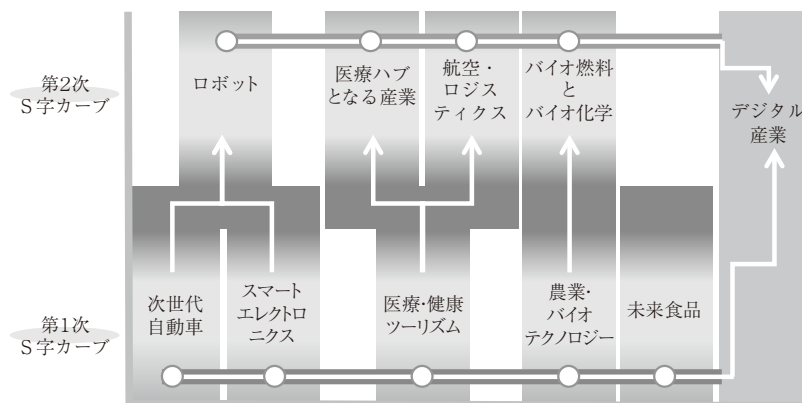 第2次
S字カーブ
ロボット
医療ハブ
となる産業
航空・
ロジス
ティクス
バイオ燃料
と
バイオ化学
デジタル
産業
第1次
S字カーブ
次世代
自動車
スマート
エレクトロ
ニクス
医療・健康
ツーリズム
農業・
バイオ
テクノロジー
未来食品